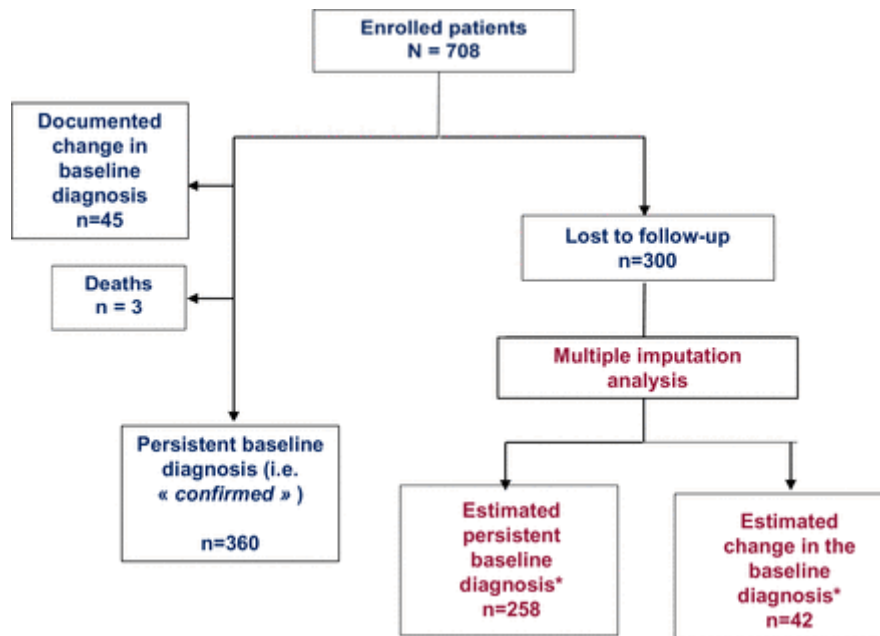 Enrolled patients
N = 708
Documented
change in
baseline
diagnosis
n=45
Lost to follow-up
n=300
Deaths
n = 3
Multiple imputation
analysis
Persistent baseline
diagnosis (i.e.
« confirmed » )
n=360
Estimated
persistent
baseline
diagnosis*
n=258
Estimated
change in the
baseline
diagnosis*
n=42